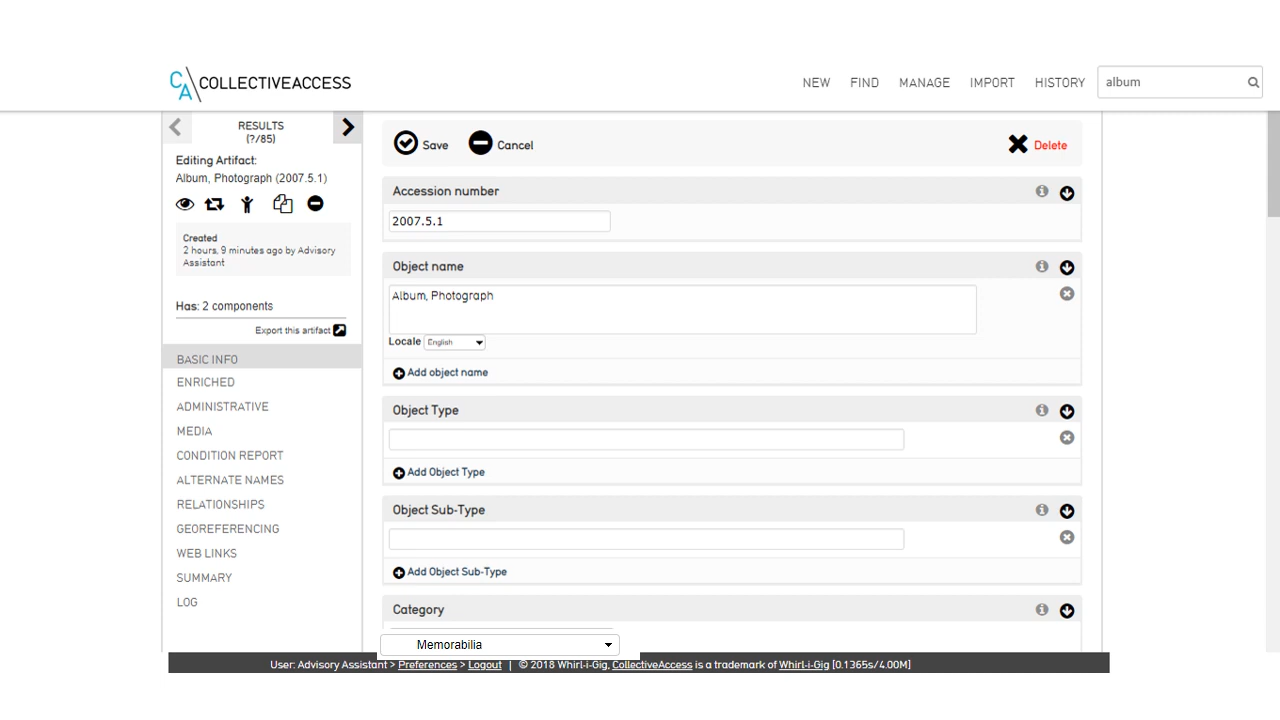 CA COLLECTIVEACCESS
NEW FIND MANAGE IMPORT HISTORY album
RESULTS
(?/85)
Editing Artifact:
Album, Photograph (2007.5.1)
Created
2 hours, 9 minutes ago by Advisory
Assistant
Has: 2 components
Export this artifact
BASIC INFO
ENRICHED
ADMINISTRATIVE
MEDIA
CONDITION REPORT
ALTERNATE NAMES
RELATIONSHIPS
GEOREFERENCING
WEB LINKS
SUMMARY
LOG
Save Cancel Delete
Accession number
2007.5.1
Object name
Album, Photograph
Locale English
Add object name
Object Type
Add Object Type
Object Sub-Type
Add Object Sub-Type
Category
Memorabilia
User: Advisory Assistant > Preferences > Logout | © 2018 Whirl-i-Gig, CollectiveAccess is a trademark of Whirl-i-Gig [0.1365s/4.00M]